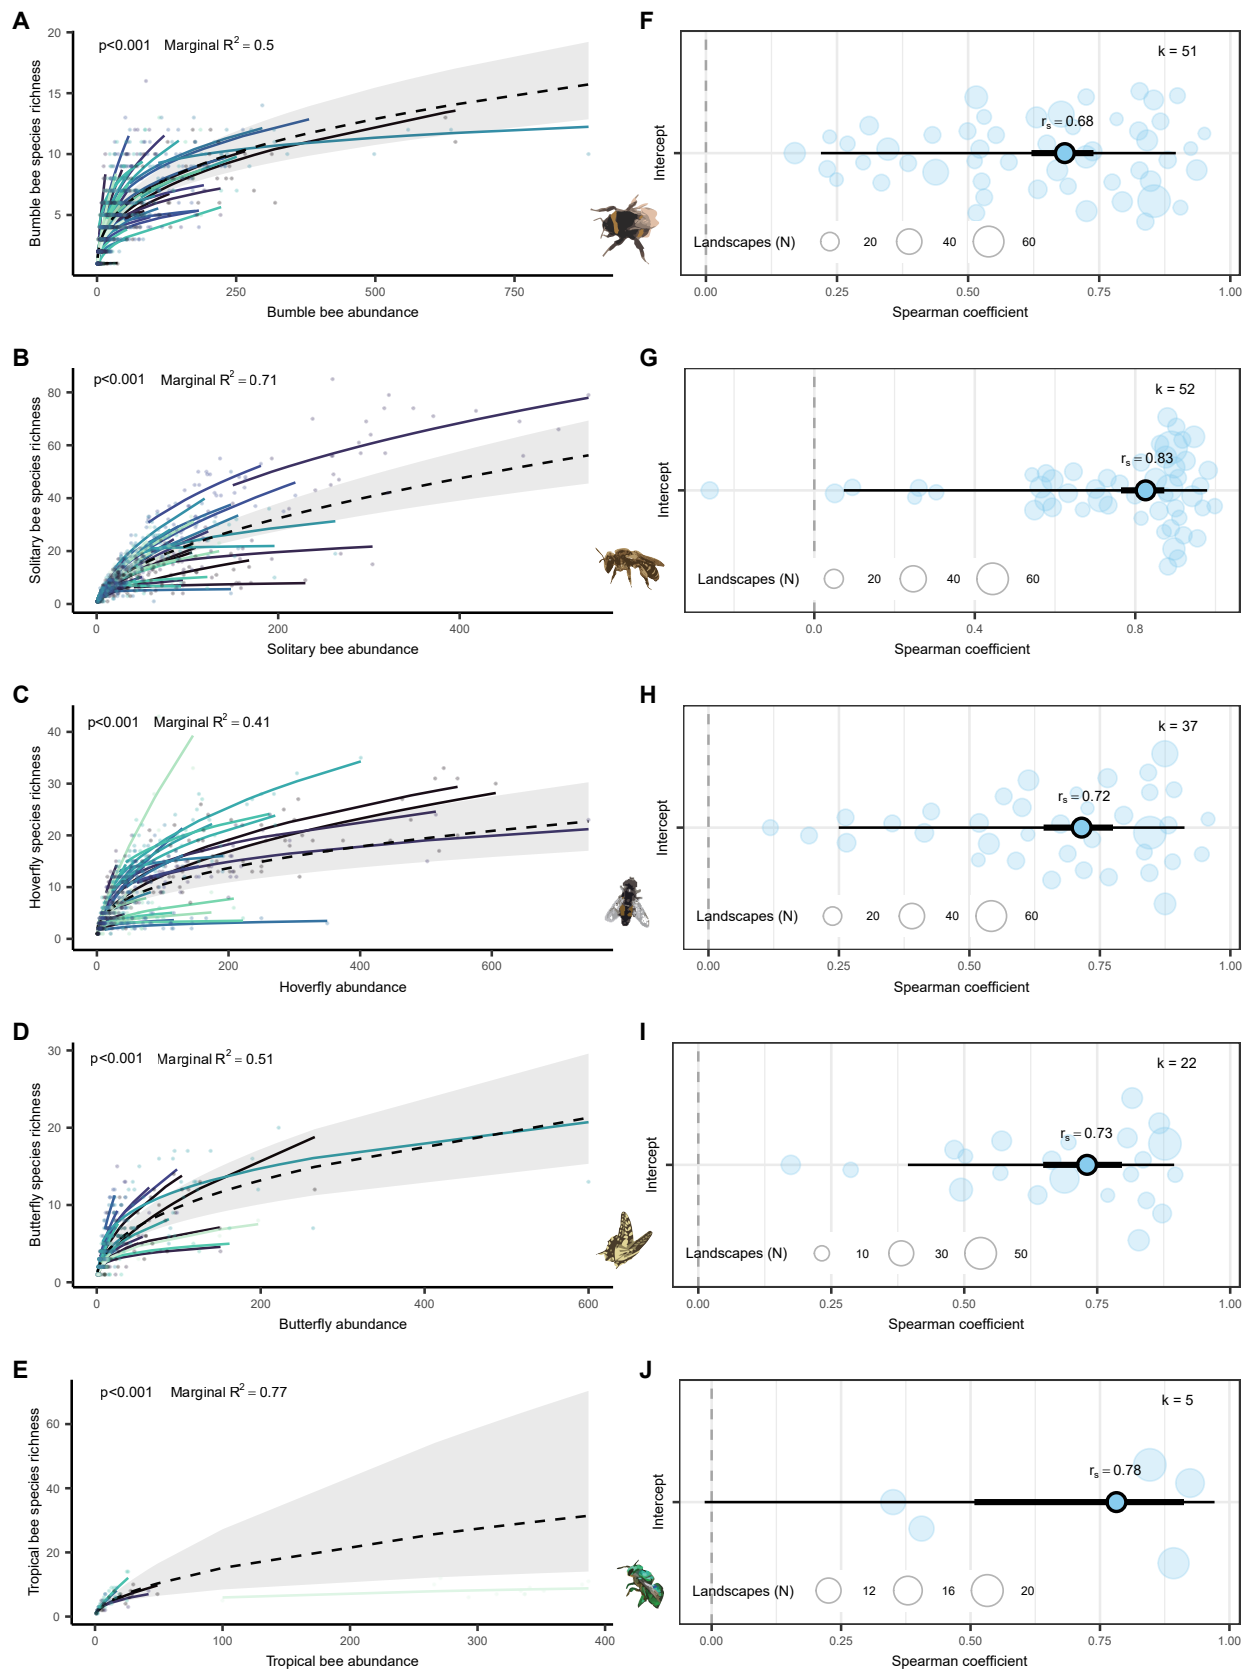 A
p<0.001 Marginal R² = 0.5
20
15
10
5
Bumble bee species richness
0 250 500 750
Bumble bee abundance
F
k = 51
rₛ = 0.68
Intercept
Landscapes (N) 20 40 60
0.00 0.25 0.50 0.75 1.00
Spearman coefficient
B
p<0.001 Marginal R² = 0.71
80
60
40
20
0
Solitary bee species richness
0 200 400
Solitary bee abundance
G
k = 52
rₛ = 0.83
Intercept
Landscapes (N) 20 40 60
0.0 0.4 0.8
Spearman coefficient
C
p<0.001 Marginal R² = 0.41
40
30
20
10
0
Hoverfly species richness
0 200 400 600
Hoverfly abundance
H
k = 37
rₛ = 0.72
Intercept
Landscapes (N) 20 40 60
0.00 0.25 0.50 0.75 1.00
Spearman coefficient
D
p<0.001 Marginal R² = 0.51
30
20
10
0
Butterfly species richness
0 200 400 600
Butterfly abundance
I
k = 22
rₛ = 0.73
Intercept
Landscapes (N) 10 30 50
0.00 0.25 0.50 0.75 1.00
Spearman coefficient
E
p<0.001 Marginal R² = 0.77
60
40
20
0
Tropical bee species richness
0 100 200 300 400
Tropical bee abundance
J
k = 5
rₛ = 0.78
Intercept
Landscapes (N) 12 16 20
0.00 0.25 0.50 0.75 1.00
Spearman coefficient